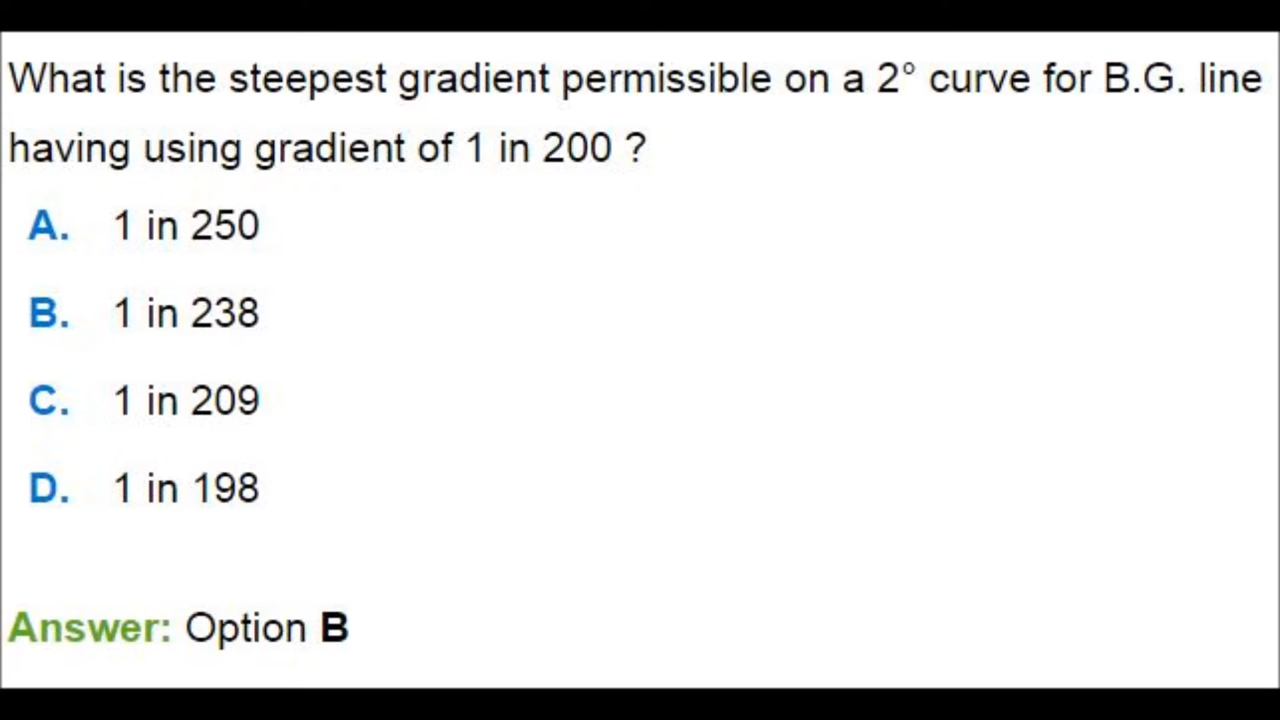 What is the steepest gradient permissible on a 2° curve for B.G. line
having using gradient of 1 in 200 ?
A. 1 in 250
B. 1 in 238
C. 1 in 209
D. 1 in 198
Answer: Option B